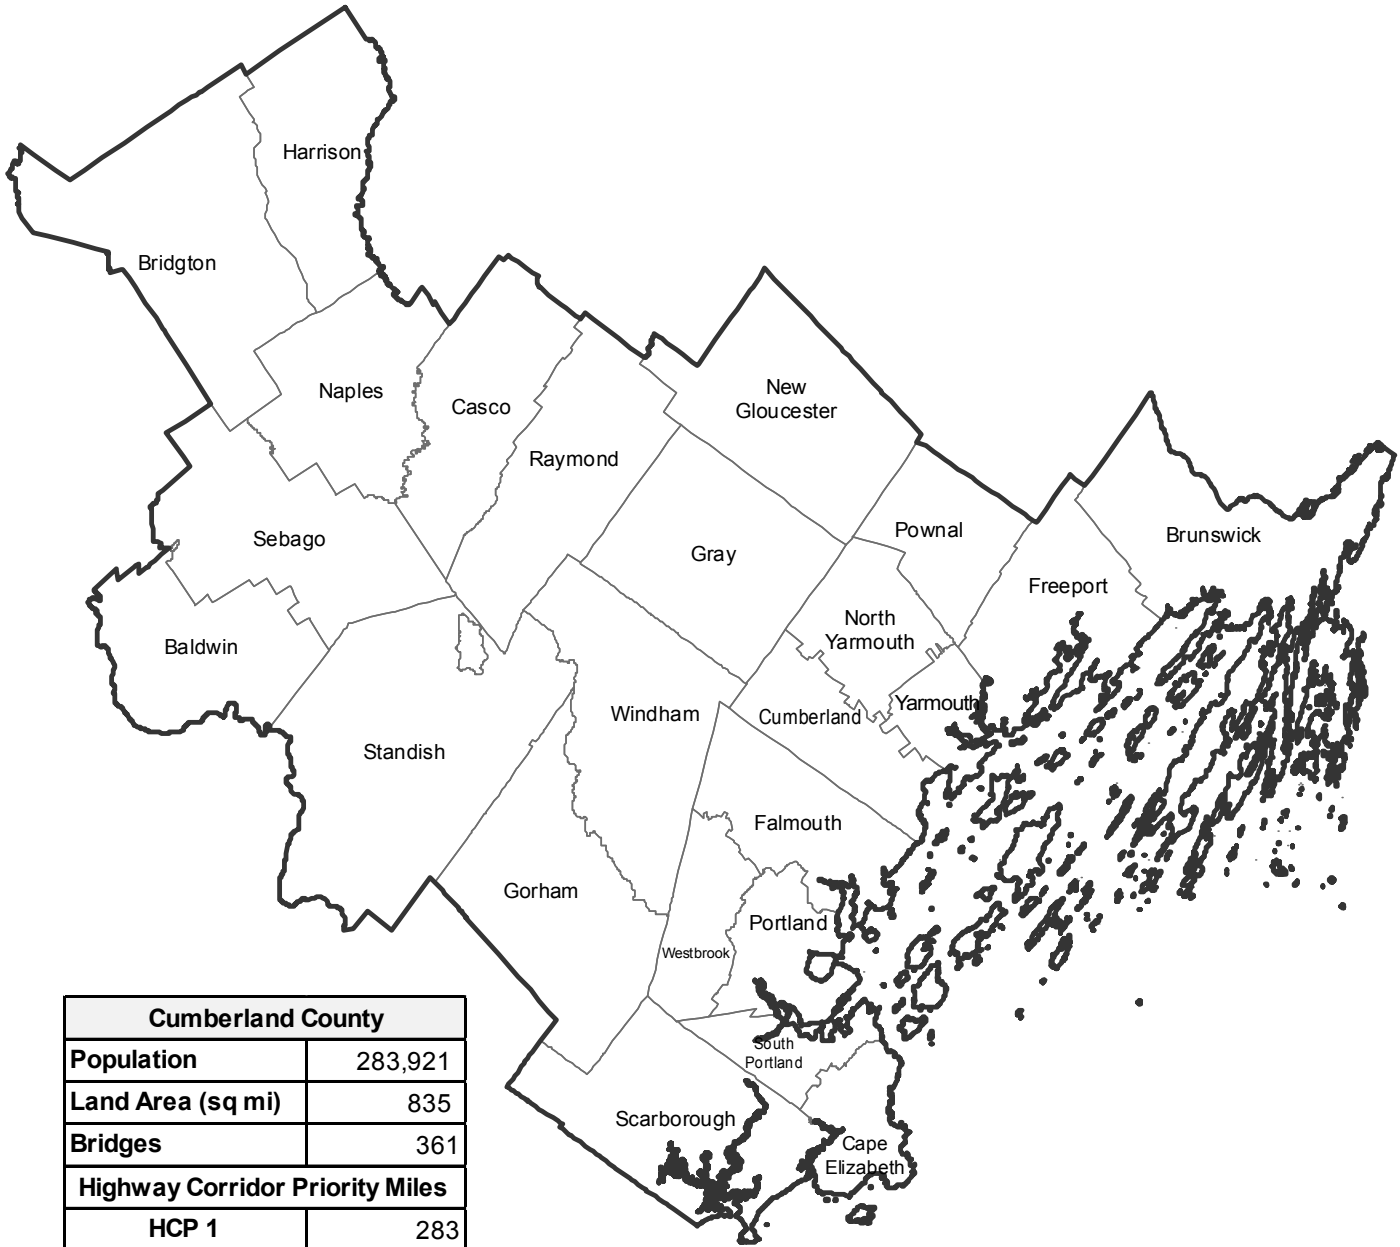 Harrison
Bridgton
Naples
Casco
New
Gloucester
Raymond
Sebago
Gray
Pownal
Brunswick
Freeport
Baldwin
North
Yarmouth
Yarmouth
Windham
Cumberland
Standish
Falmouth
Gorham
Portland
Westbrook
South
Portland
Scarborough
Cape
Elizabeth
Cumberland County
Population 283,921
Land Area (sq mi) 835
Bridges 361
Highway Corridor Priority Miles
HCP 1 283